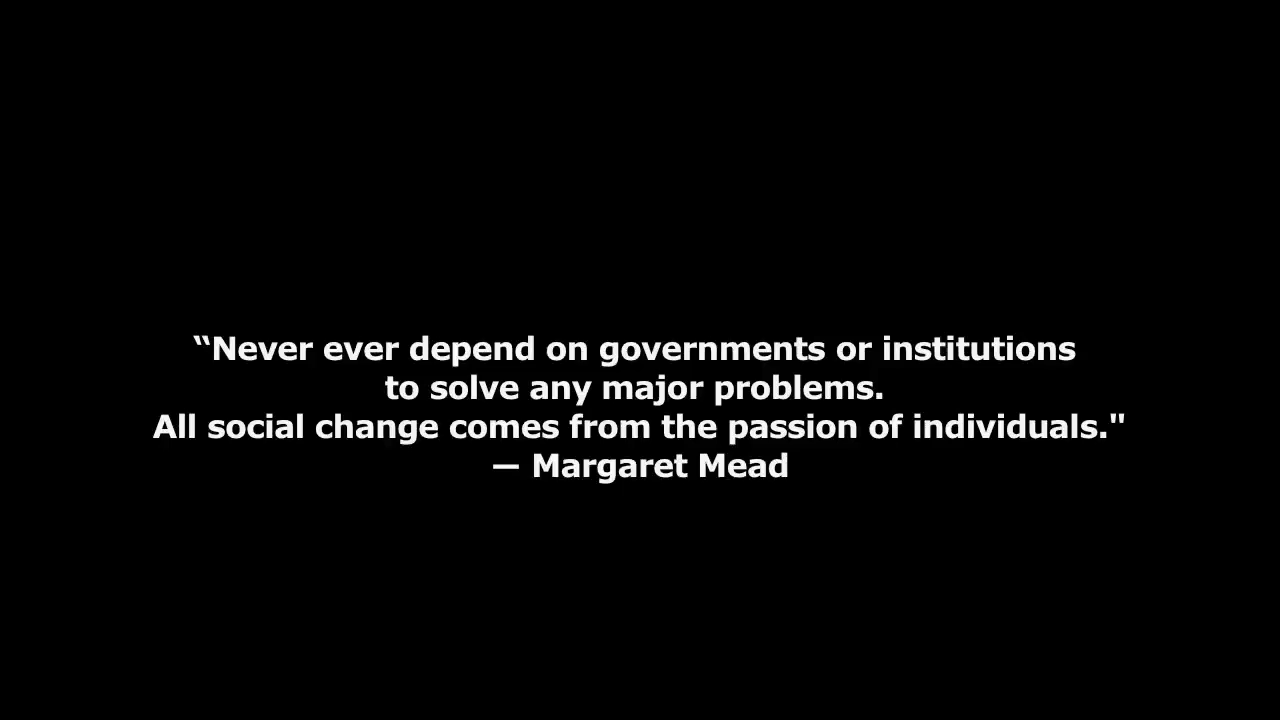 “Never ever depend on governments or institutions
to solve any major problems.
All social change comes from the passion of individuals."
— Margaret Mead